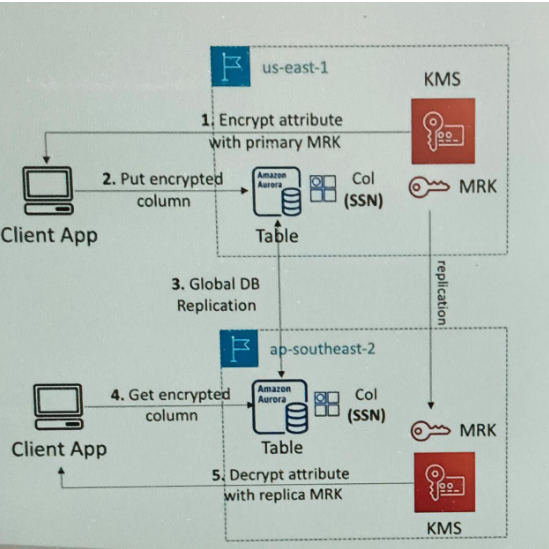 us-east-1
KMS
1. Encrypt attribute
with primary MRK
2. Put encrypted
column
Amazon
Aurora
Col
(SSN)
MRK
Client App
Table
3. Global DB
Replication
replication
ap-southeast-2
4. Get encrypted
column
Amazon
Aurora
Col
(SSN)
MRK
Client App
Table
5. Decrypt attribute
with replica MRK
KMS